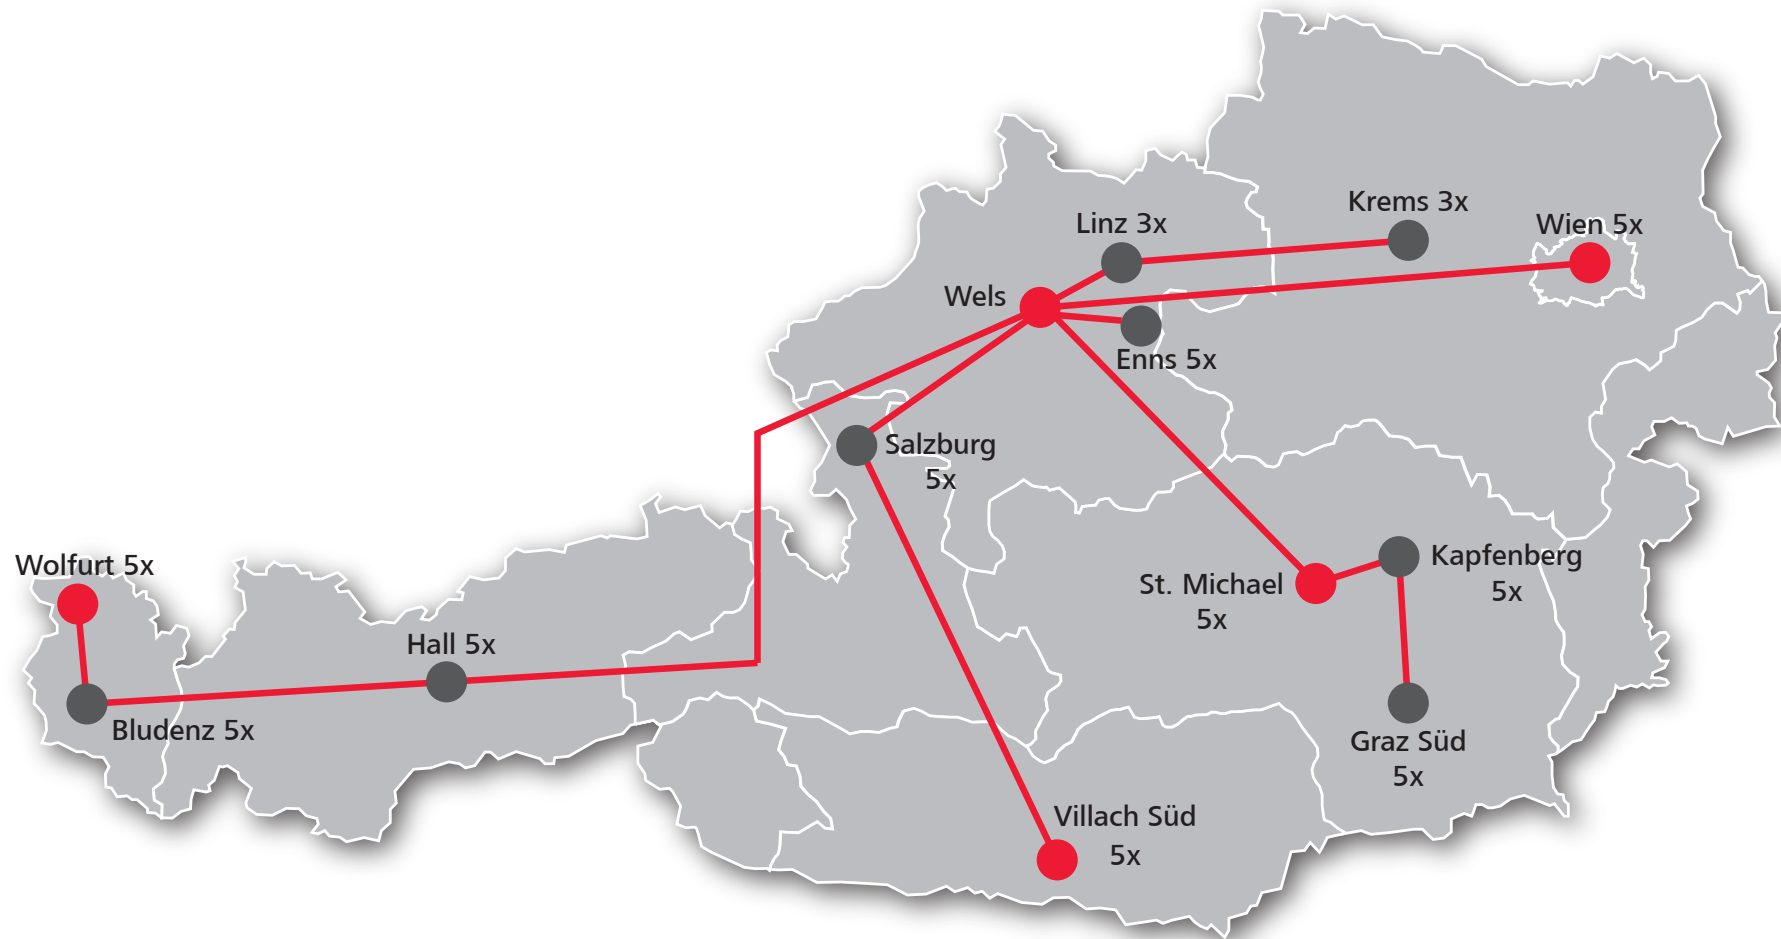 Krems 3x
Linz 3x
Wien 5x
Wels
Enns 5x
Salzburg
5x
Wolfurt 5x
Kapfenberg
5x
St. Michael
5x
Hall 5x
Bludenz 5x
Graz Süd
5x
Villach Süd
5x